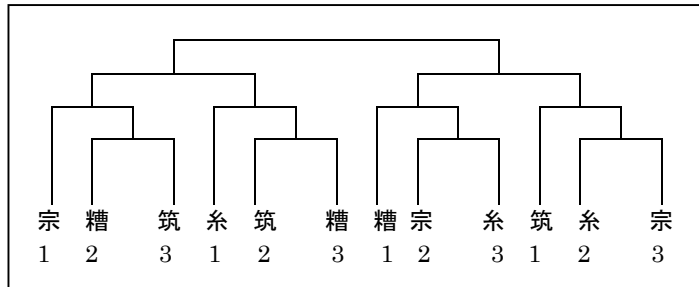 宗 糟 筑 糸 筑 糟 糟 宗 糸 筑 糸 宗
1 2 3 1 2 3 1 2 3 1 2 3